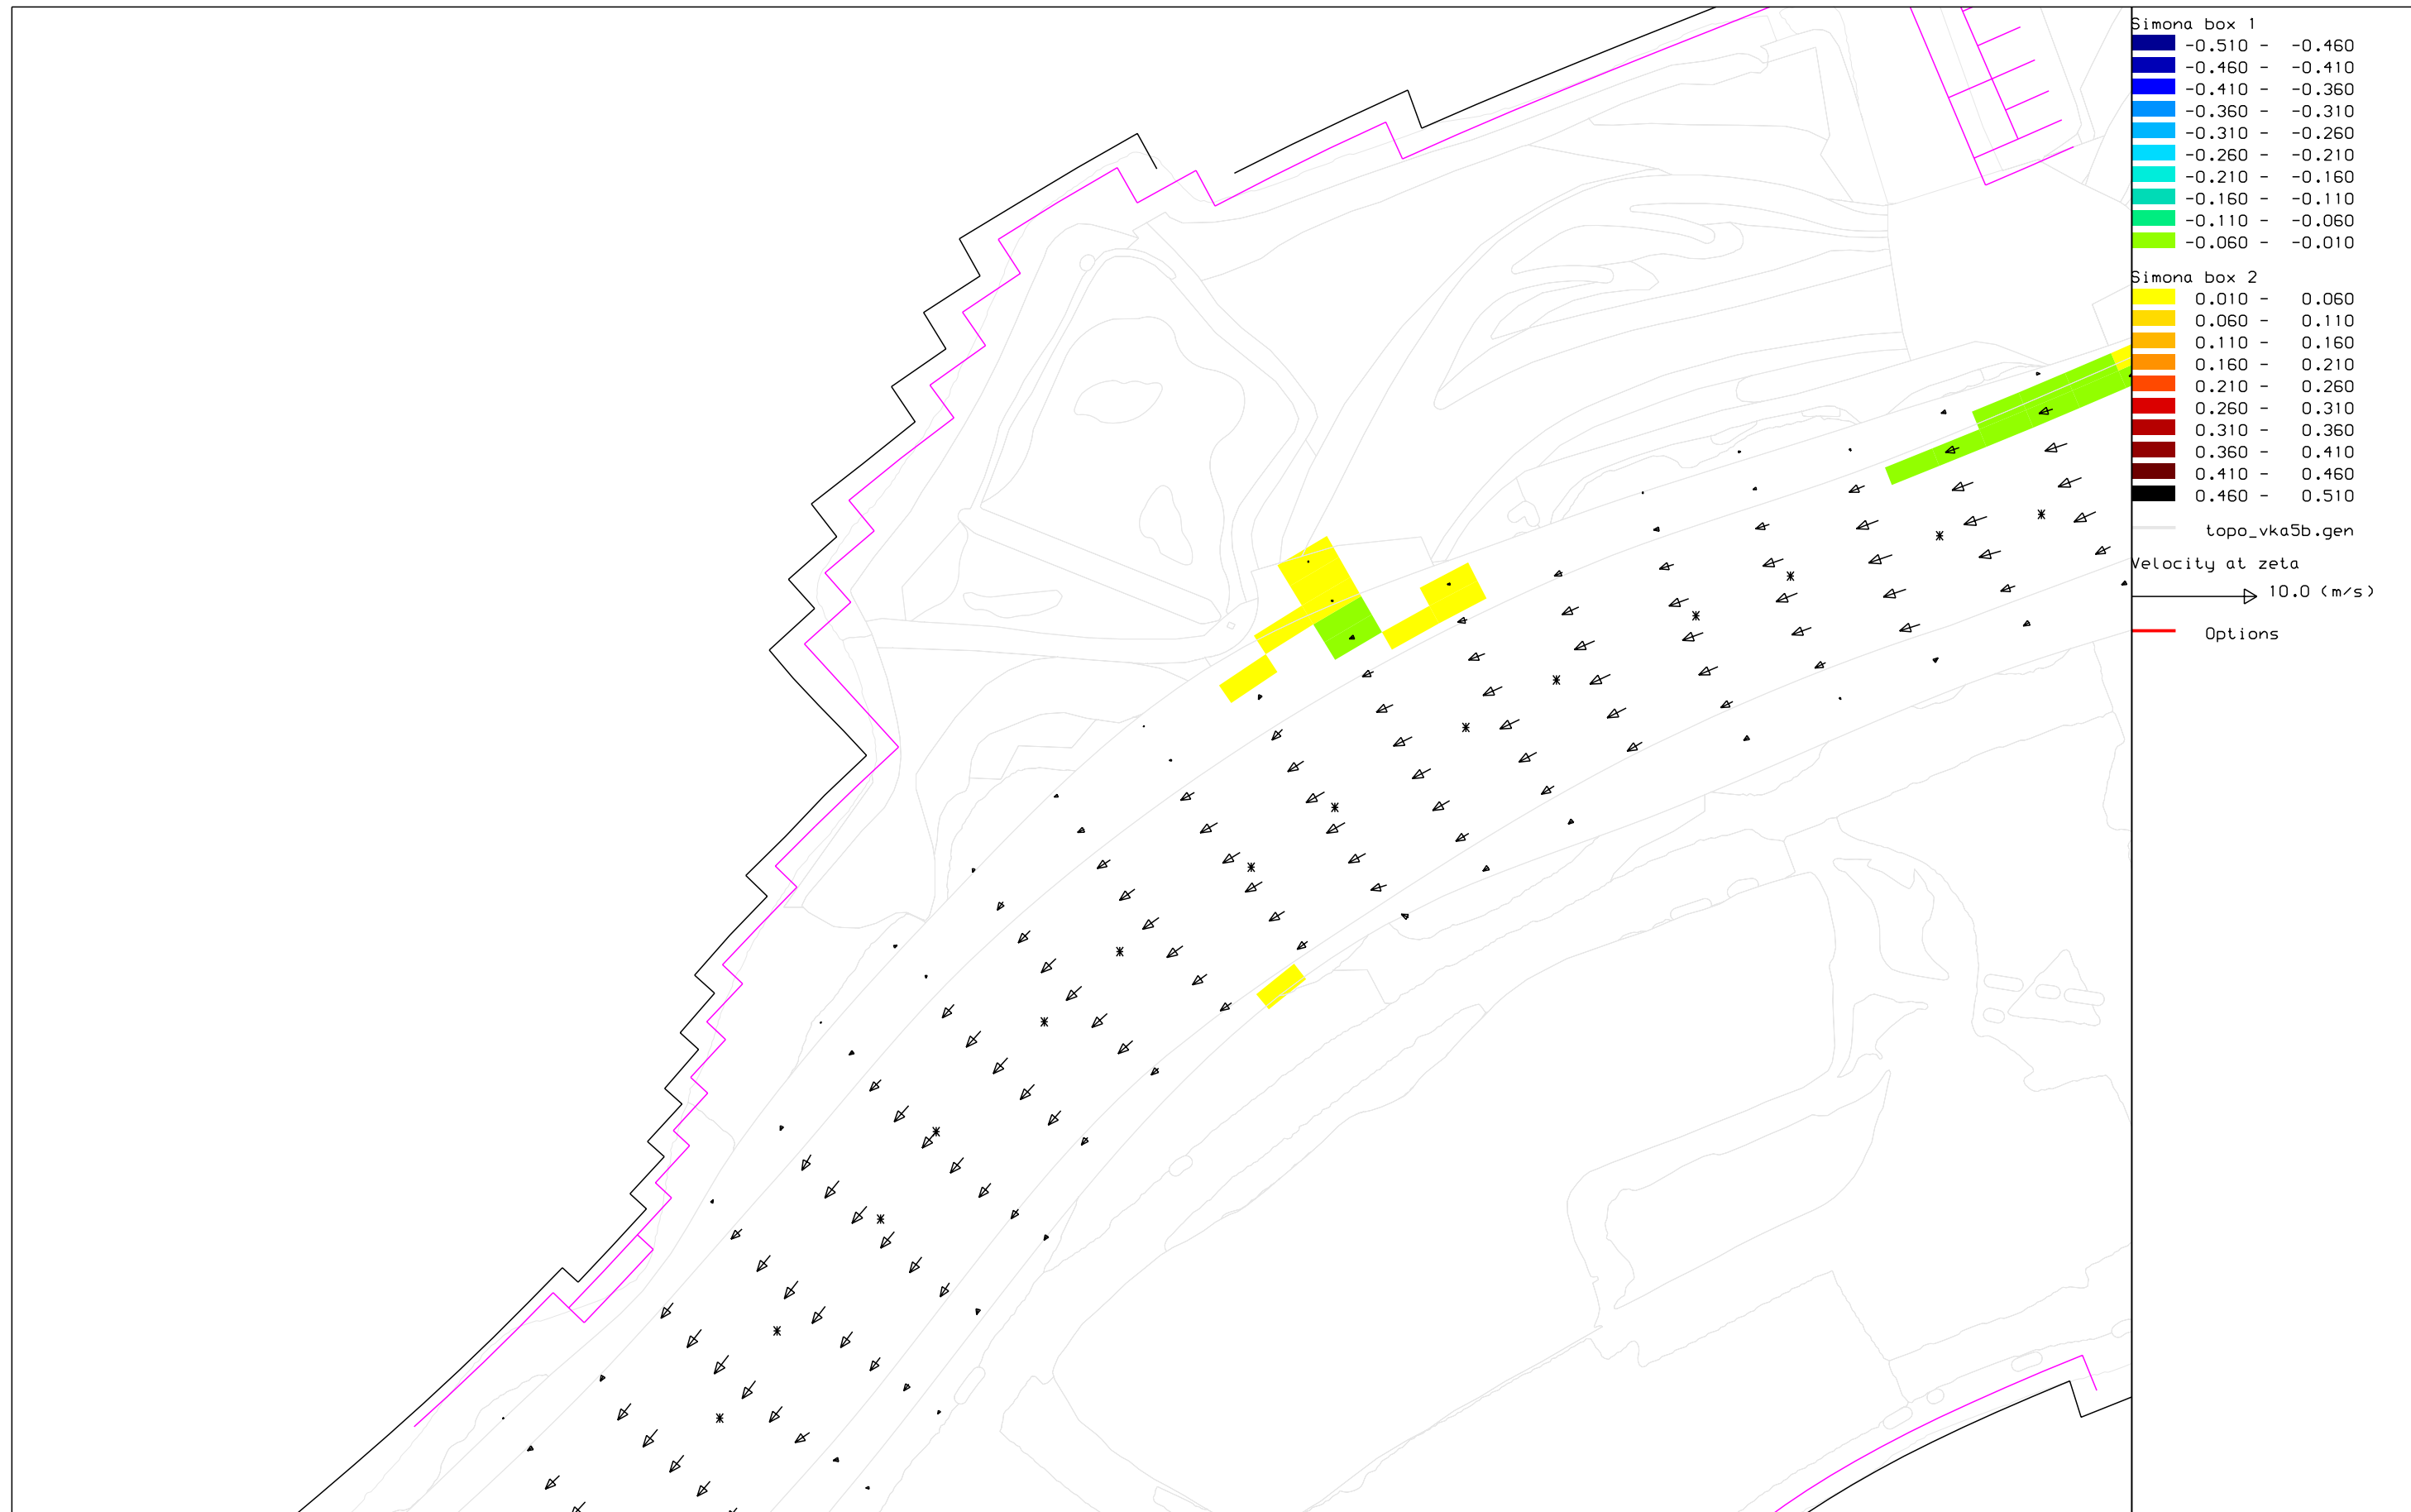 Simona box 1
-0.510 - -0.460
-0.460 - -0.410
-0.410 - -0.360
-0.360 - -0.310
-0.310 - -0.260
-0.260 - -0.210
-0.210 - -0.160
-0.160 - -0.110
-0.110 - -0.060
-0.060 - -0.010
Simona box 2
0.010 - 0.060
0.060 - 0.110
0.110 - 0.160
0.160 - 0.210
0.210 - 0.260
0.260 - 0.310
0.310 - 0.360
0.360 - 0.410
0.410 - 0.460
0.460 - 0.510
topo_vka5b.gen
Velocity at zeta
10.0 (m/s)
Options